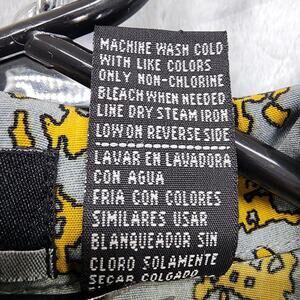 MACHINE WASH COLD
WITH LIKE COLORS
ONLY NON-CHLORINE
BLEACH WHEN NEEDED
LINE DRY STEAM IRON
LOW ON REVERSE SIDE
LAVAR EN LAVADORA
CON AGUA
FRIA CON COLORES
SIMILARES USAR
BLANQUEADOR SIN
CLORO SOLAMENTE
SECAR COLGADO